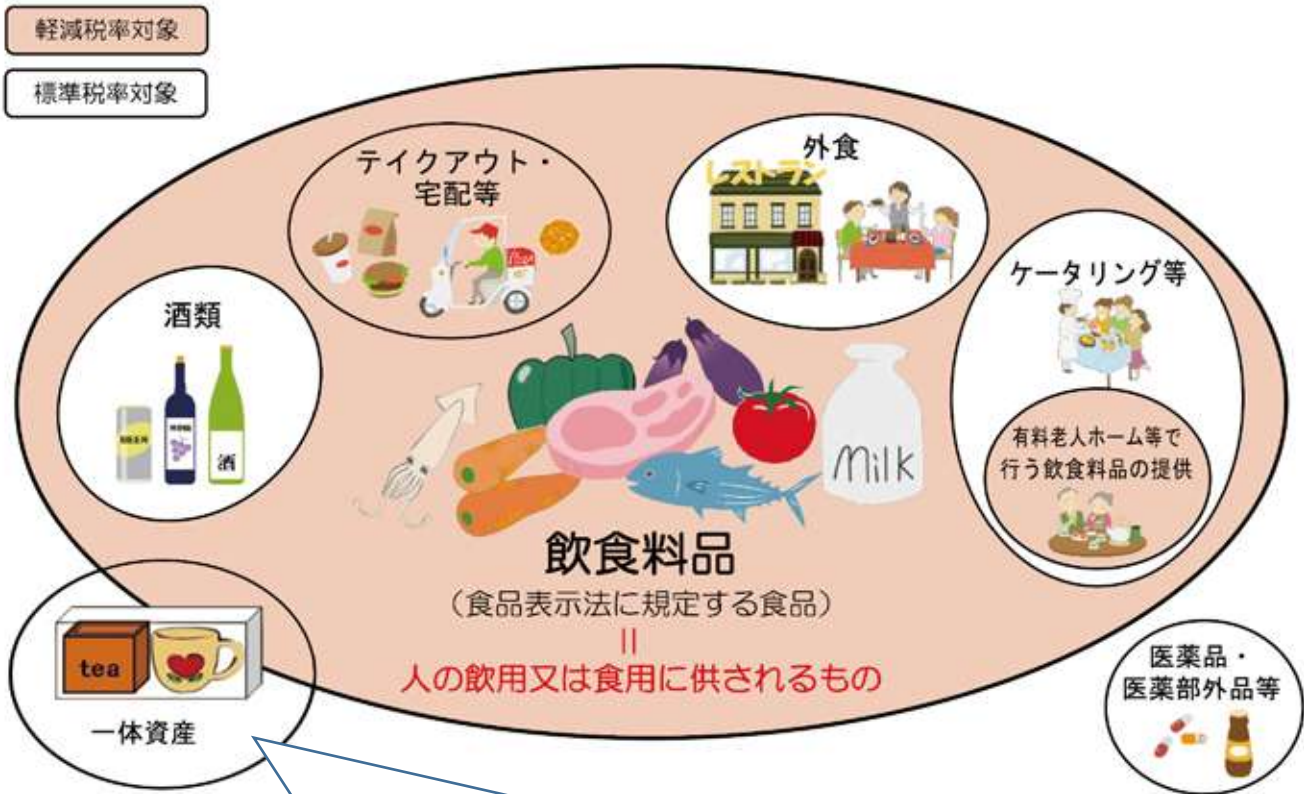 軽減税率対象
標準税率対象
テイクアウト・
宅配等
外食
レストラン
ケータリング等
酒類
酒
有料老人ホーム等で
行う飲食料品の提供
Milk
飲食料品
（食品表示法に規定する食品）
＝
人の飲用又は食用に供されるもの
tea
一体資産
医薬品・
医薬部外品等